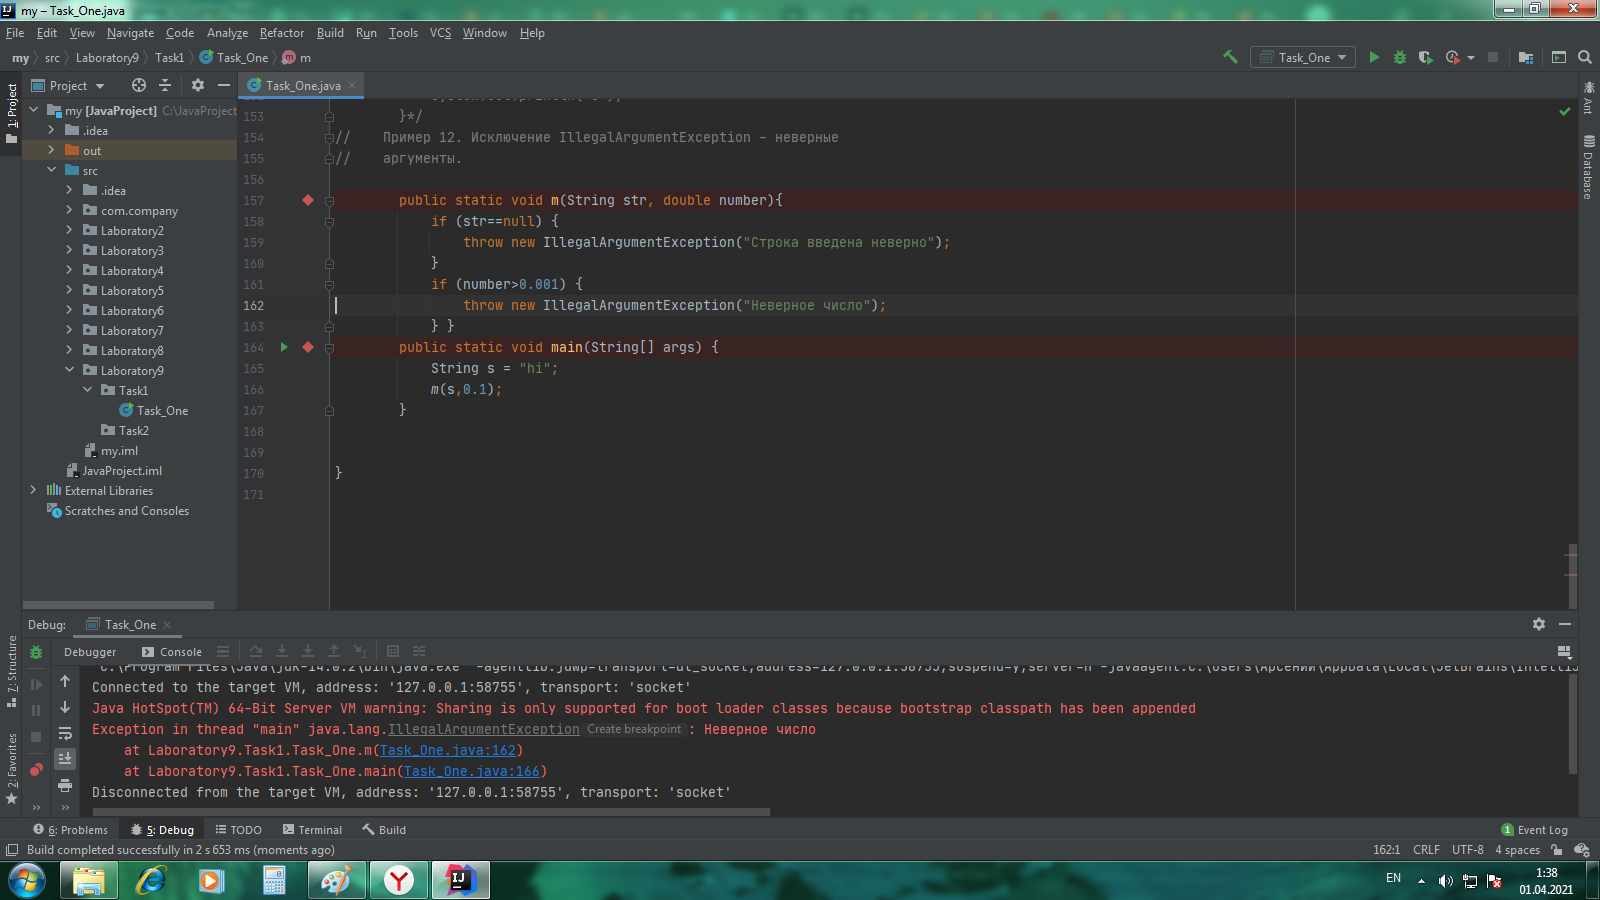 my – Task_One.java
File Edit View Navigate Code Analyze Refactor Build Run Tools VCS Window Help
my src Laboratory9 Task1 Task_One m
Task_One
1: Project
Project
Task_One.java
my [JavaProject] C:\JavaProject
.idea
out
src
.idea
com.company
Laboratory2
Laboratory3
Laboratory4
Laboratory5
Laboratory6
Laboratory7
Laboratory8
Laboratory9
Task1
Task_One
Task2
my.iml
JavaProject.iml
External Libraries
Scratches and Consoles
153 }*/
154 // Пример 12. Исключение IllegalArgumentException – неверные
155 // аргументы.
156
157 public static void m(String str, double number){
158 if (str==null) {
159 throw new IllegalArgumentException("Строка введена неверно");
160 }
161 if (number>0.001) {
162 throw new IllegalArgumentException("Неверное число");
163 } }
164 public static void main(String[] args) {
165 String s = "hi";
166 m(s,0.1);
167 }
168
169
170 }
171
Ant
Database
7: Structure
2: Favorites
Debug: Task_One
Debugger Console
Connected to the target VM, address: '127.0.0.1:58755', transport: 'socket'
Java HotSpot(TM) 64-Bit Server VM warning: Sharing is only supported for boot loader classes because bootstrap classpath has been appended
Exception in thread "main" java.lang.IllegalArgumentException Create breakpoint : Неверное число
at Laboratory9.Task1.Task_One.m(Task_One.java:162)
at Laboratory9.Task1.Task_One.main(Task_One.java:166)
Disconnected from the target VM, address: '127.0.0.1:58755', transport: 'socket'
6: Problems 5: Debug TODO Terminal Build 1 Event Log
Build completed successfully in 2 s 653 ms (moments ago) 162:1 CRLF UTF-8 4 spaces
EN 1:38
01.04.2021